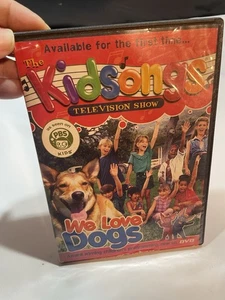 Available for the first time...
The
Kidsongs
TELEVISION SHOW
PBS
KIDS
We Love
Dogs
DVD